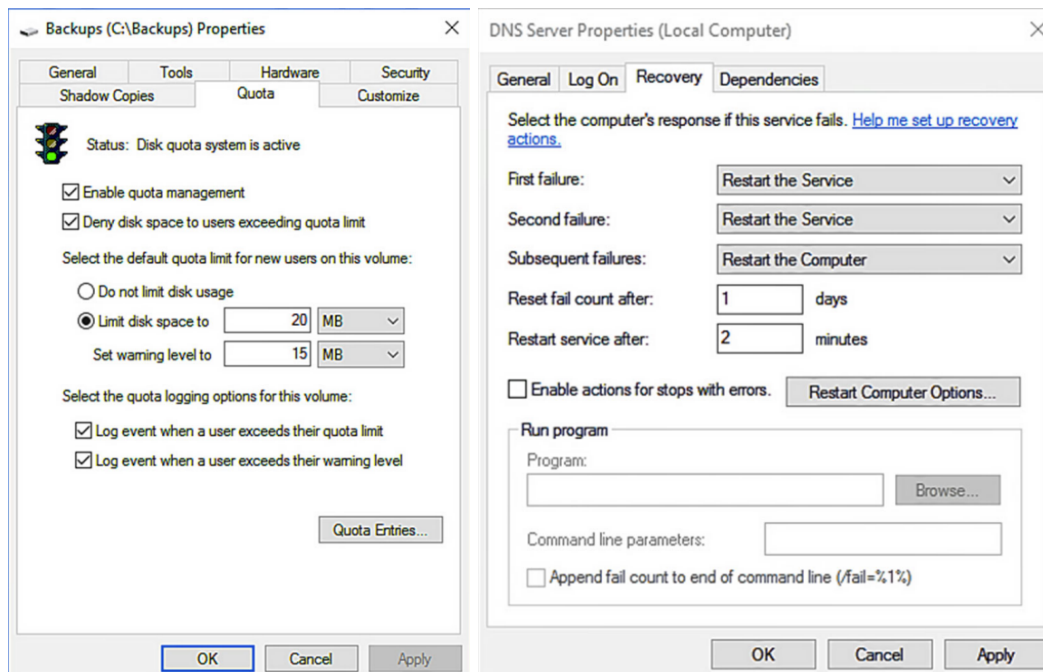 Backups (C:\Backups) Properties
General Tools Hardware Security
Shadow Copies Quota Customize
Status: Disk quota system is active
Enable quota management
Deny disk space to users exceeding quota limit
Select the default quota limit for new users on this volume:
Do not limit disk usage
Limit disk space to 20 MB
Set warning level to 15 MB
Select the quota logging options for this volume:
Log event when a user exceeds their quota limit
Log event when a user exceeds their warning level
Quota Entries...
OK Cancel Apply
DNS Server Properties (Local Computer)
General Log On Recovery Dependencies
Select the computer's response if this service fails. Help me set up recovery
actions.
First failure: Restart the Service
Second failure: Restart the Service
Subsequent failures: Restart the Computer
Reset fail count after: 1 days
Restart service after: 2 minutes
Enable actions for stops with errors. Restart Computer Options...
Run program
Program:
Browse...
Command line parameters:
Append fail count to end of command line (/fail=%1%)
OK Cancel Apply